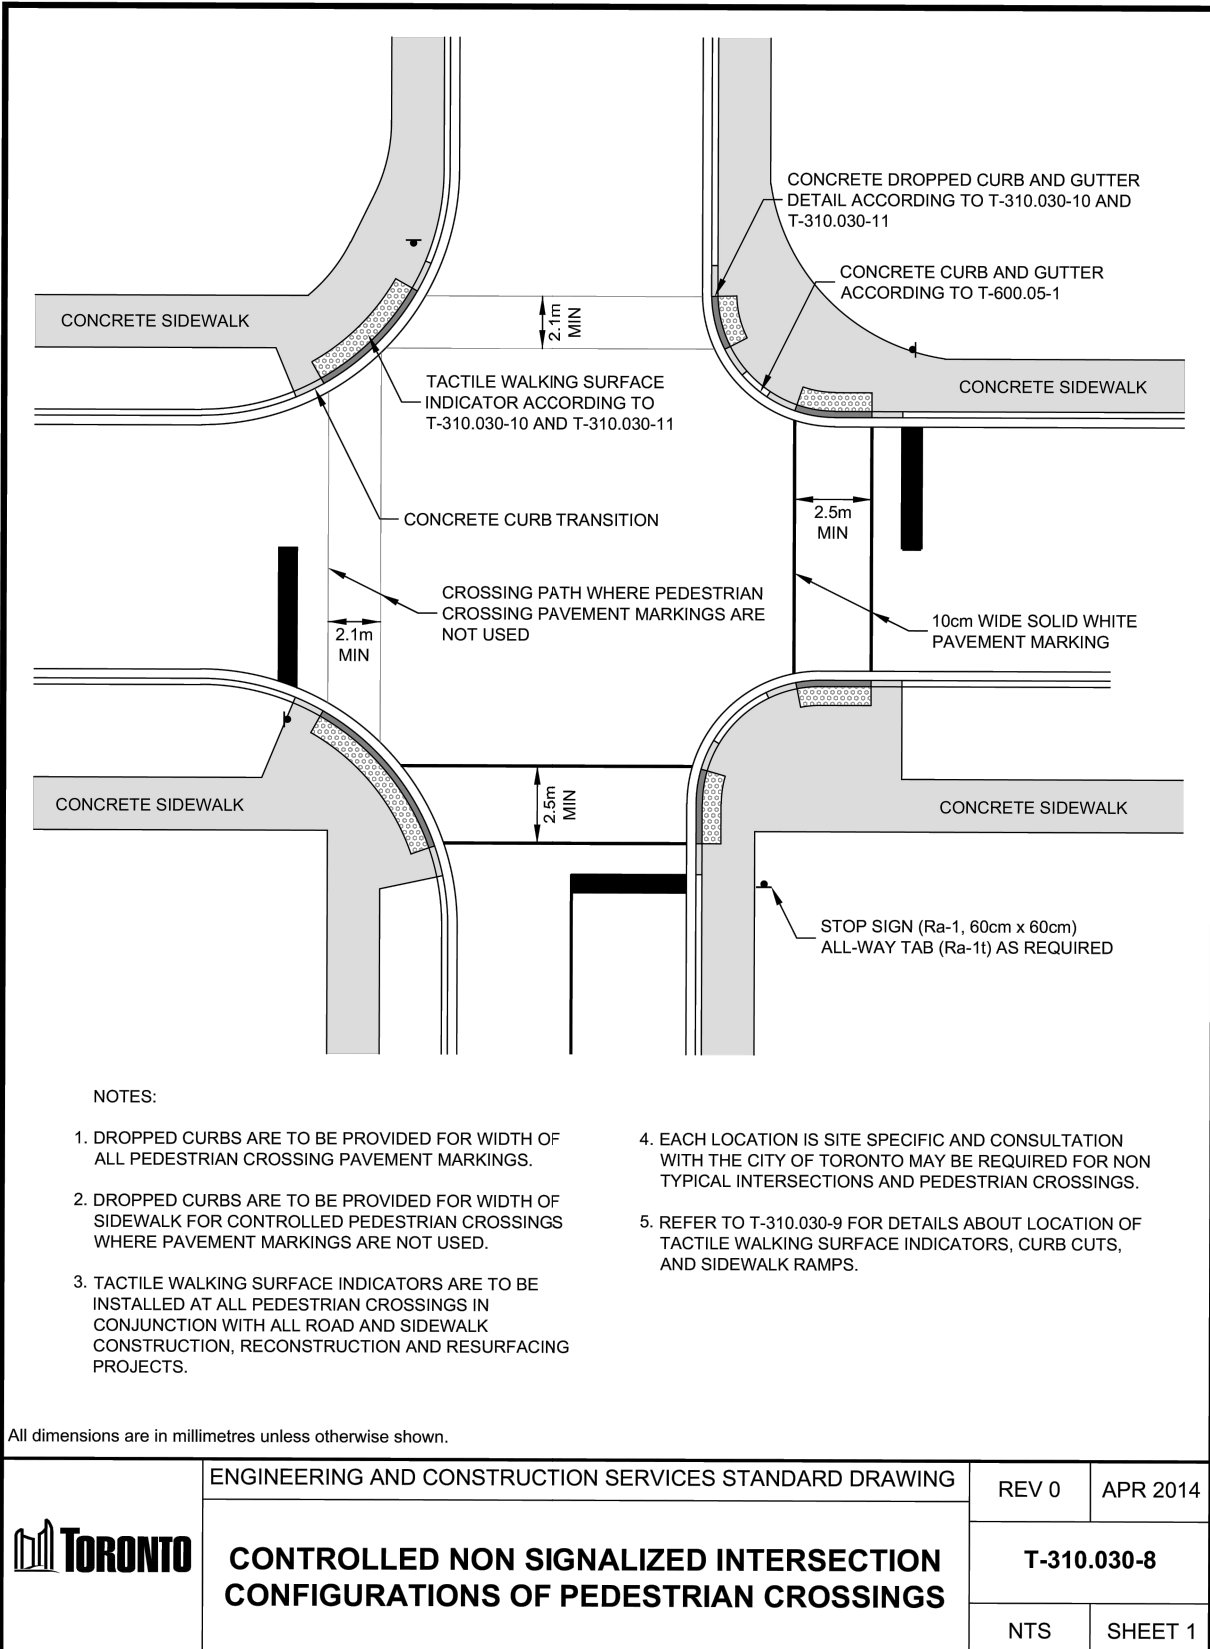 CONCRETE DROPPED CURB AND GUTTER
DETAIL ACCORDING TO T-310.030-10 AND
T-310.030-11
CONCRETE CURB AND GUTTER
ACCORDING TO T-600.05-1
CONCRETE SIDEWALK
2.1m
MIN
CONCRETE SIDEWALK
TACTILE WALKING SURFACE
INDICATOR ACCORDING TO
T-310.030-10 AND T-310.030-11
CONCRETE CURB TRANSITION
2.5m
MIN
CROSSING PATH WHERE PEDESTRIAN
CROSSING PAVEMENT MARKINGS ARE
NOT USED
2.1m
MIN
10cm WIDE SOLID WHITE
PAVEMENT MARKING
CONCRETE SIDEWALK
2.5m
MIN
CONCRETE SIDEWALK
STOP SIGN (Ra-1, 60cm x 60cm)
ALL-WAY TAB (Ra-1t) AS REQUIRED
NOTES:
1. DROPPED CURBS ARE TO BE PROVIDED FOR WIDTH OF
ALL PEDESTRIAN CROSSING PAVEMENT MARKINGS.
2. DROPPED CURBS ARE TO BE PROVIDED FOR WIDTH OF
SIDEWALK FOR CONTROLLED PEDESTRIAN CROSSINGS
WHERE PAVEMENT MARKINGS ARE NOT USED.
3. TACTILE WALKING SURFACE INDICATORS ARE TO BE
INSTALLED AT ALL PEDESTRIAN CROSSINGS IN
CONJUNCTION WITH ALL ROAD AND SIDEWALK
CONSTRUCTION, RECONSTRUCTION AND RESURFACING
PROJECTS.
4. EACH LOCATION IS SITE SPECIFIC AND CONSULTATION
WITH THE CITY OF TORONTO MAY BE REQUIRED FOR NON
TYPICAL INTERSECTIONS AND PEDESTRIAN CROSSINGS.
5. REFER TO T-310.030-9 FOR DETAILS ABOUT LOCATION OF
TACTILE WALKING SURFACE INDICATORS, CURB CUTS,
AND SIDEWALK RAMPS.
All dimensions are in millimetres unless otherwise shown.
TORONTO
ENGINEERING AND CONSTRUCTION SERVICES STANDARD DRAWING
CONTROLLED NON SIGNALIZED INTERSECTION
CONFIGURATIONS OF PEDESTRIAN CROSSINGS
REV 0
APR 2014
T-310.030-8
NTS
SHEET 1